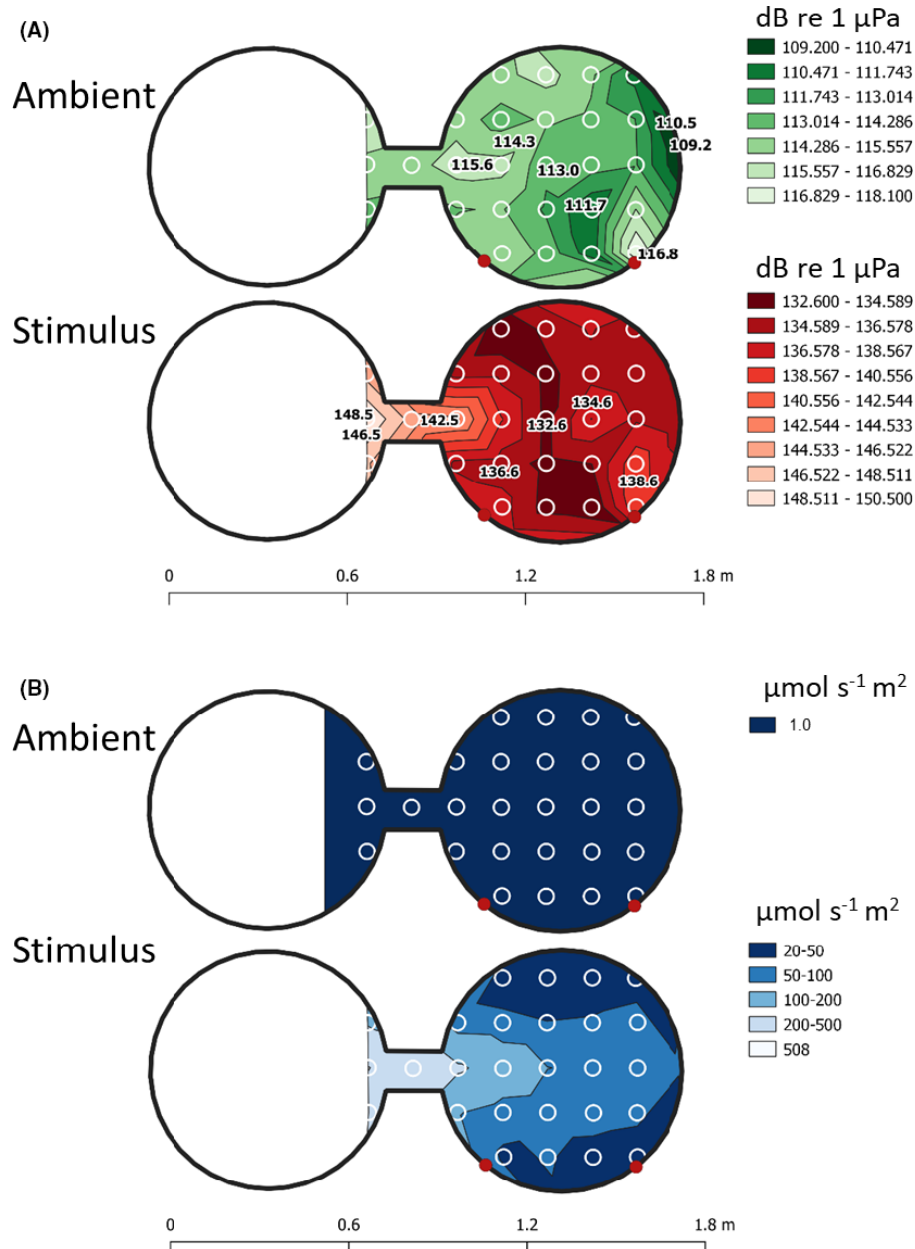 (A)
dB re 1 µPa
Ambient
109.200 - 110.471
110.471 - 111.743
111.743 - 113.014
113.014 - 114.286
114.286 - 115.557
115.557 - 116.829
116.829 - 118.100
110.5
109.2
114.3
115.6
113.0
111.7
116.8
dB re 1 µPa
Stimulus
132.600 - 134.589
134.589 - 136.578
136.578 - 138.567
138.567 - 140.556
140.556 - 142.544
142.544 - 144.533
144.533 - 146.522
146.522 - 148.511
148.511 - 150.500
148.5
146.5
142.5
132.6
134.6
136.6
138.6
0 0.6 1.2 1.8 m
(B)
µmol s-1 m2
Ambient
1.0
µmol s-1 m2
Stimulus
20-50
50-100
100-200
200-500
508
0 0.6 1.2 1.8 m